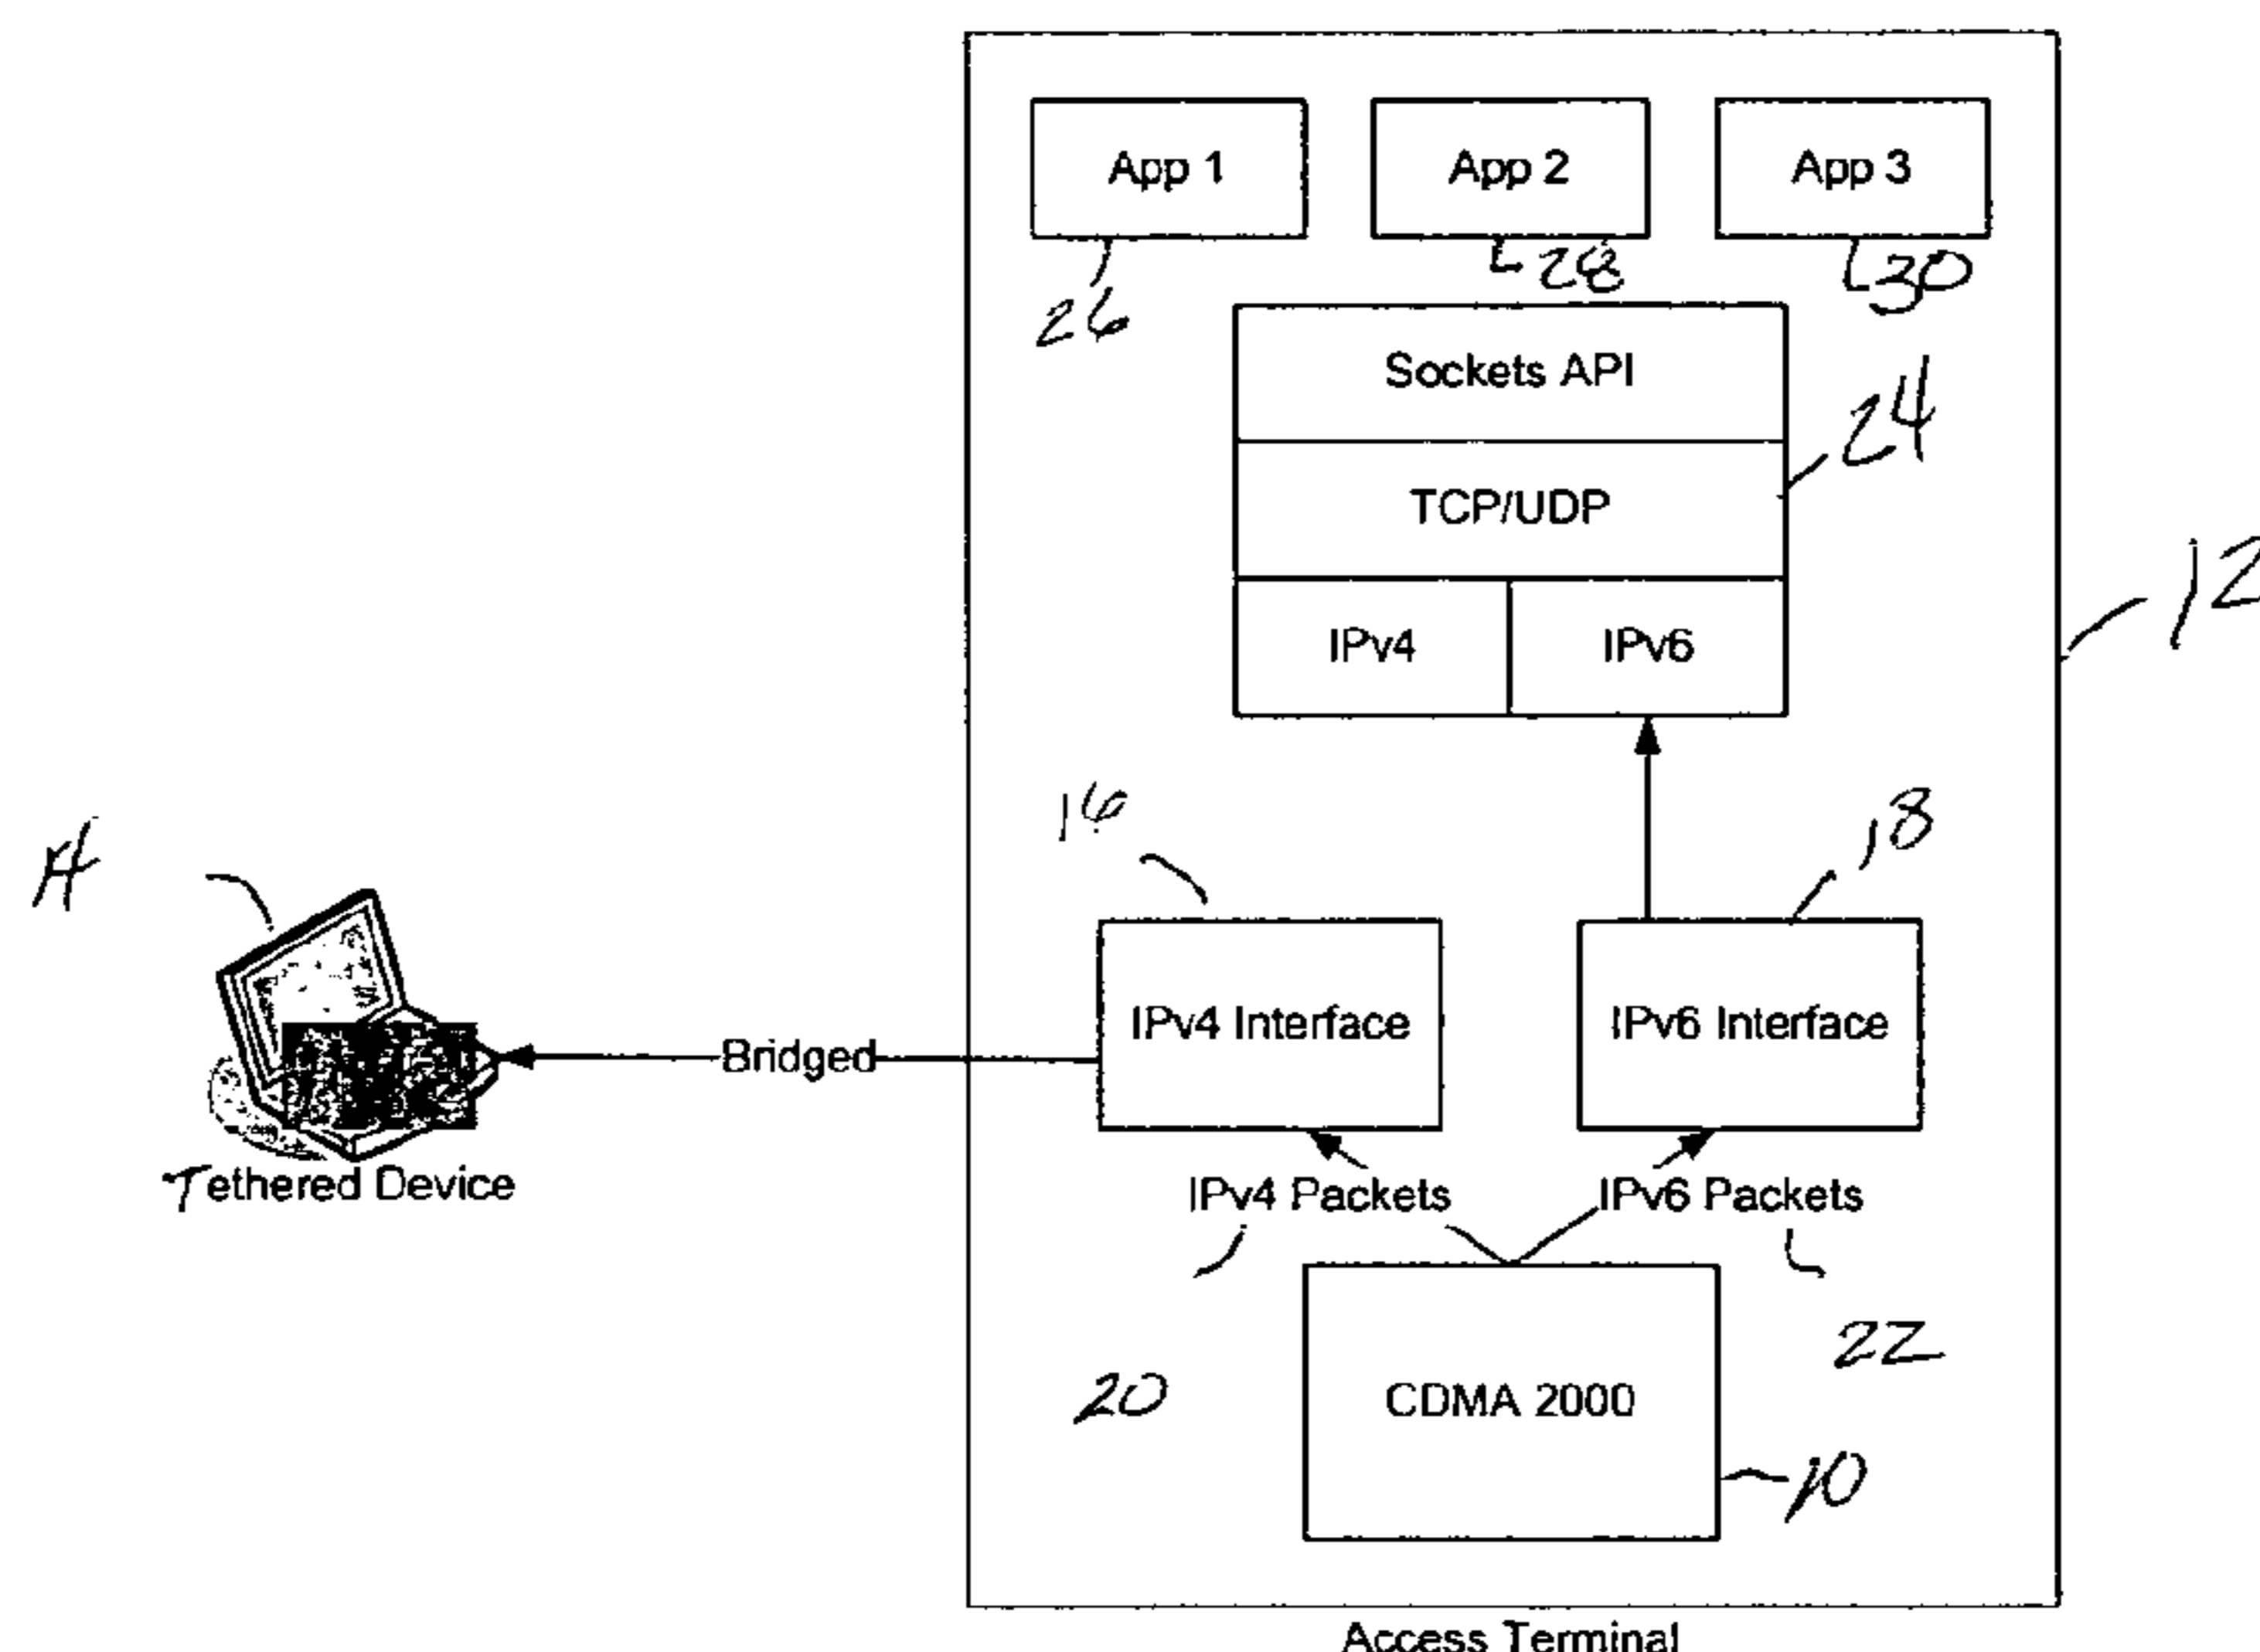 App 1
App 2
App 3
26
28
30
Sockets API
24
TCP/UDP
12
IPv4
IPv6
16
18
14
IPv4 Interface
IPv6 Interface
Bridged
Tethered Device
IPv4 Packets
IPv6 Packets
20
22
CDMA 2000
10
Access Terminal